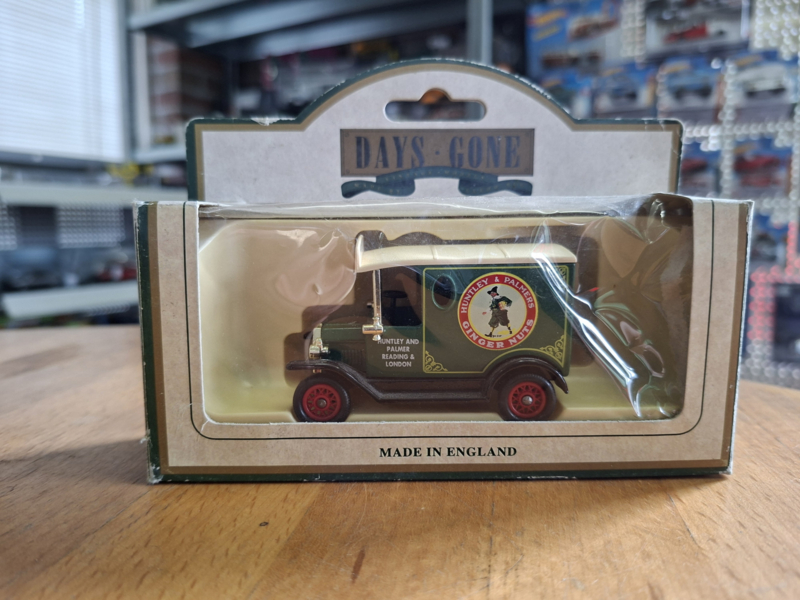 DAYS · GONE
HUNTLEY & PALMERS
GINGER NUTS
HUNTLEY AND
PALMER
READING &
LONDON
MADE IN ENGLAND